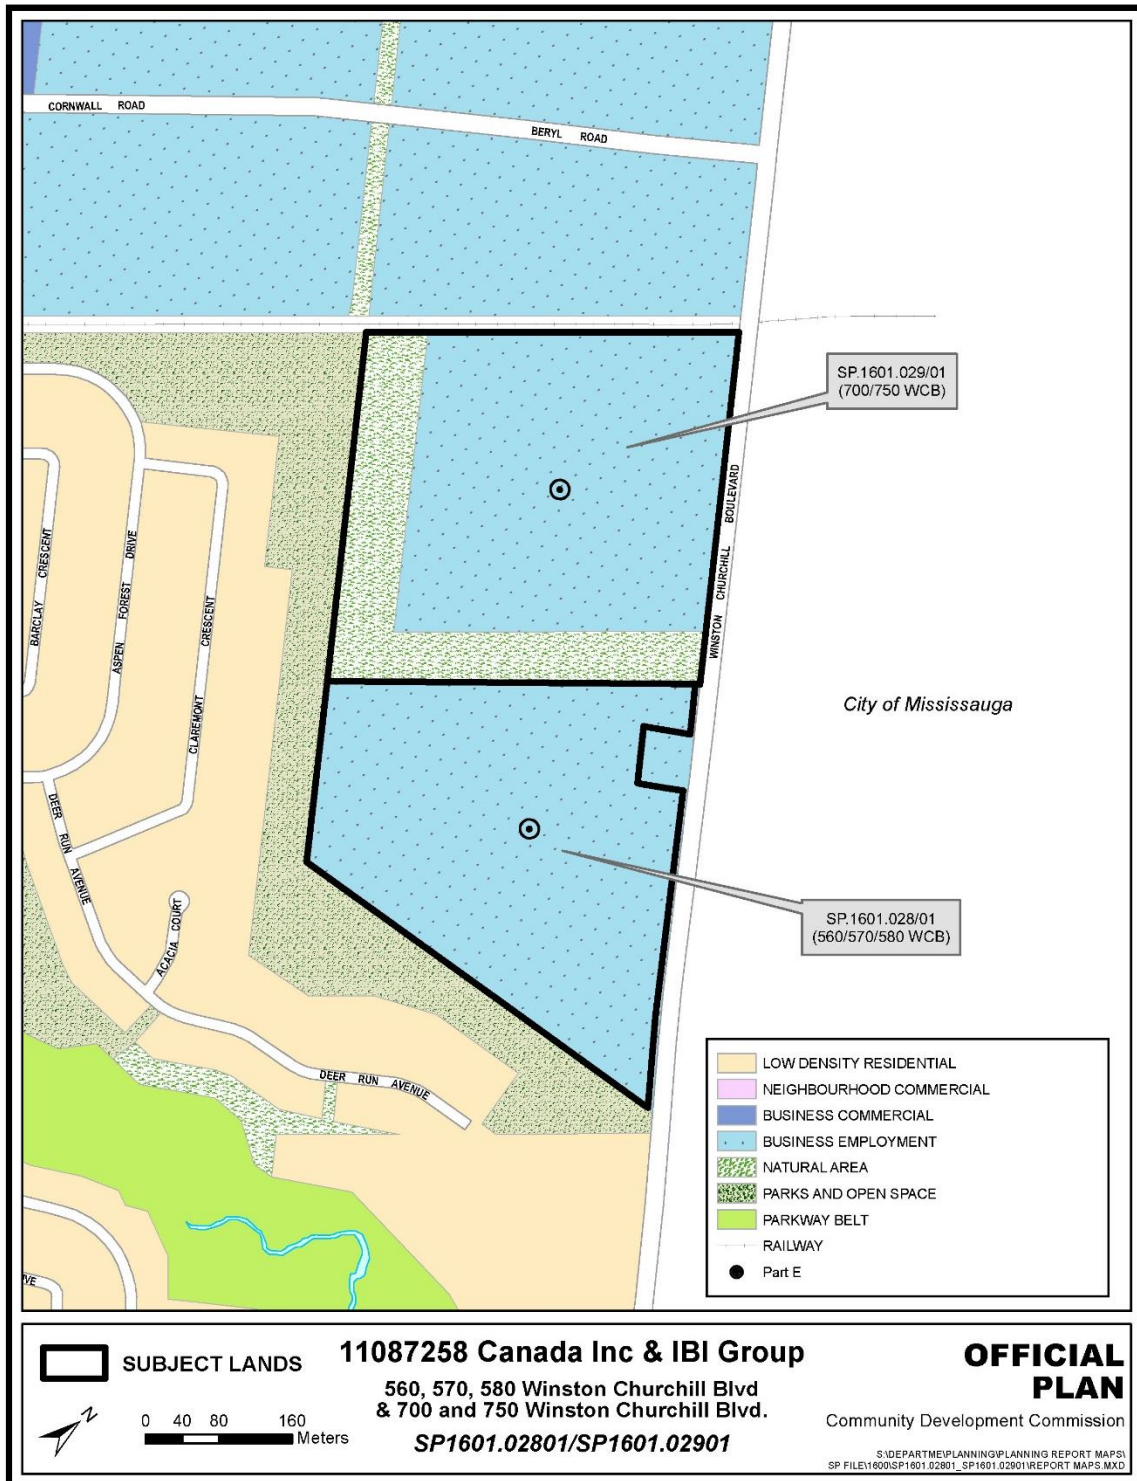 CORNWALL ROAD
BERYL ROAD
SP.1601.029/01
(700/750 WCB)
WINSTON CHURCHILL BOULEVARD
BARCLAY CRESCENT
ASPEN FOREST DRIVE
CLAREMONT CRESCENT
City of Mississauga
DEER RUN AVENUE
ACACIA COURT
SP.1601.028/01
(560/570/580 WCB)
DEER RUN AVENUE
VE
LOW DENSITY RESIDENTIAL
NEIGHBOURHOOD COMMERCIAL
BUSINESS COMMERCIAL
BUSINESS EMPLOYMENT
NATURAL AREA
PARKS AND OPEN SPACE
PARKWAY BELT
RAILWAY
Part E
SUBJECT LANDS
N
0 40 80 160
Meters
11087258 Canada Inc & IBI Group
560, 570, 580 Winston Churchill Blvd
& 700 and 750 Winston Churchill Blvd.
SP1601.02801/SP1601.02901
OFFICIAL
PLAN
Community Development Commission
S:\DEPARTME\PLANNING\PLANNING REPORT MAPS\
SP FILE\1600\SP1601.02801_SP1601.02901\REPORT MAPS.MXD